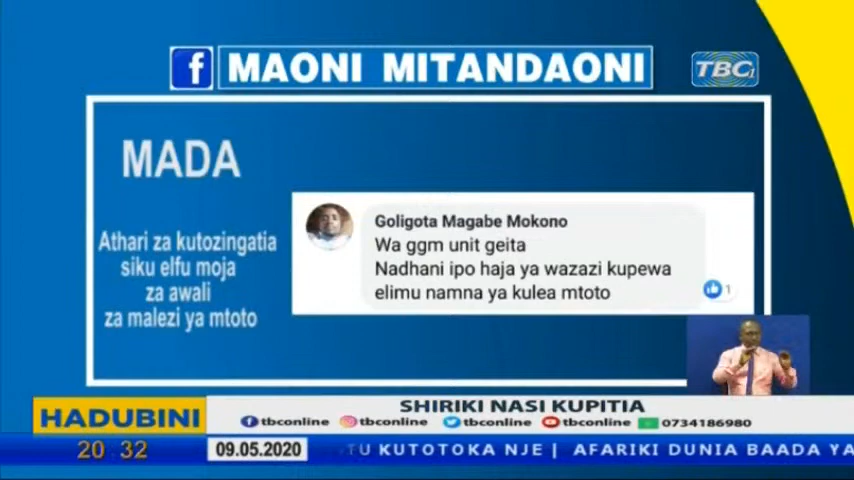 f MAONI MITANDAONI
TBC1
MADA
Athari za kutozingatia
siku elfu moja
za awali
za malezi ya mtoto
Goligota Magabe Mokono
Wa ggm unit geita
Nadhani ipo haja ya wazazi kupewa
elimu namna ya kulea mtoto
1
HADUBINI
SHIRIKI NASI KUPITIA
tbconline tbconline tbconline tbconline 0734186980
20 32
09.05.2020
TU KUTOTOKA NJE | AFARIKI DUNIA BAADA YA